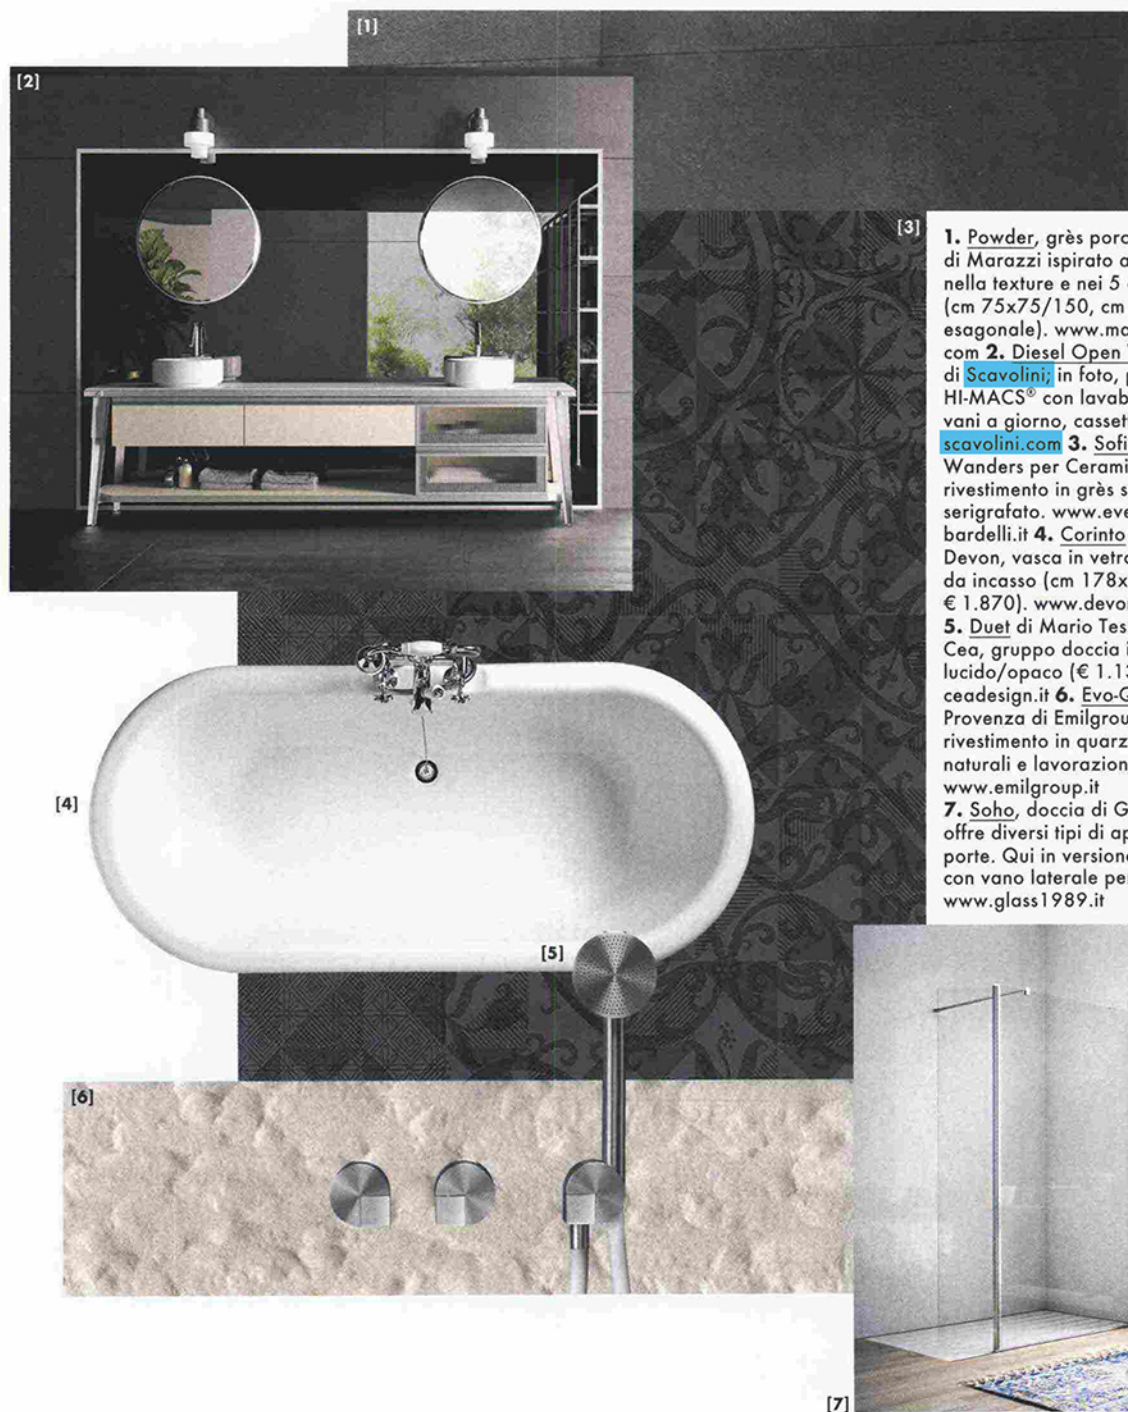 [1]
[2]
[3]
1. Powder, grès porc
di Marazzi ispirato a
nella texture e nei 5
(cm 75x75/150, cm
esagonale). www.ma
com 2. Diesel Open
di Scavolini; in foto, p
HI-MACS® con lavab
vani a giorno, casset
scavolini.com 3. Sofi
Wanders per Cerami
rivestimento in grès s
serigrafato. www.eve
bardelli.it 4. Corinto
Devon, vasca in vetro
da incasso (cm 178x
€ 1.870). www.devo
5. Duet di Mario Tes
Cea, gruppo doccia i
lucido/opaco (€ 1.13
ceadesign.it 6. Evo-
Provenza di Emilgrou
rivestimento in quarz
naturali e lavorazion
www.emilgroup.it
7. Soho, doccia di G
offre diversi tipi di ap
porte. Qui in version
con vano laterale per
www.glass1989.it
[4]
[5]
[6]
[7]